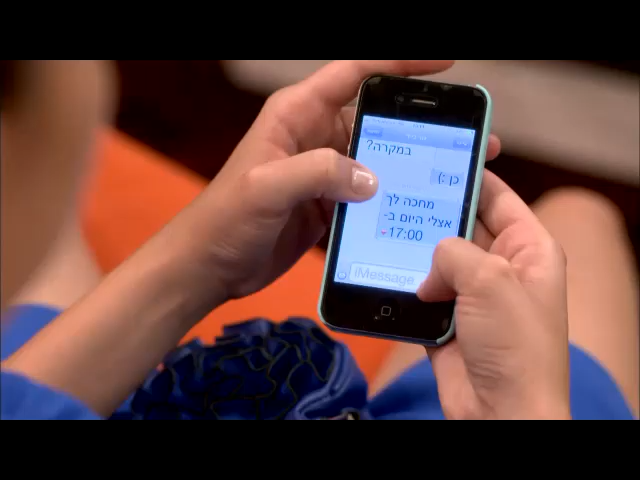 במקרה?
כן :)
מחכה לך
אצלי היום ב-
17:00
iMessage